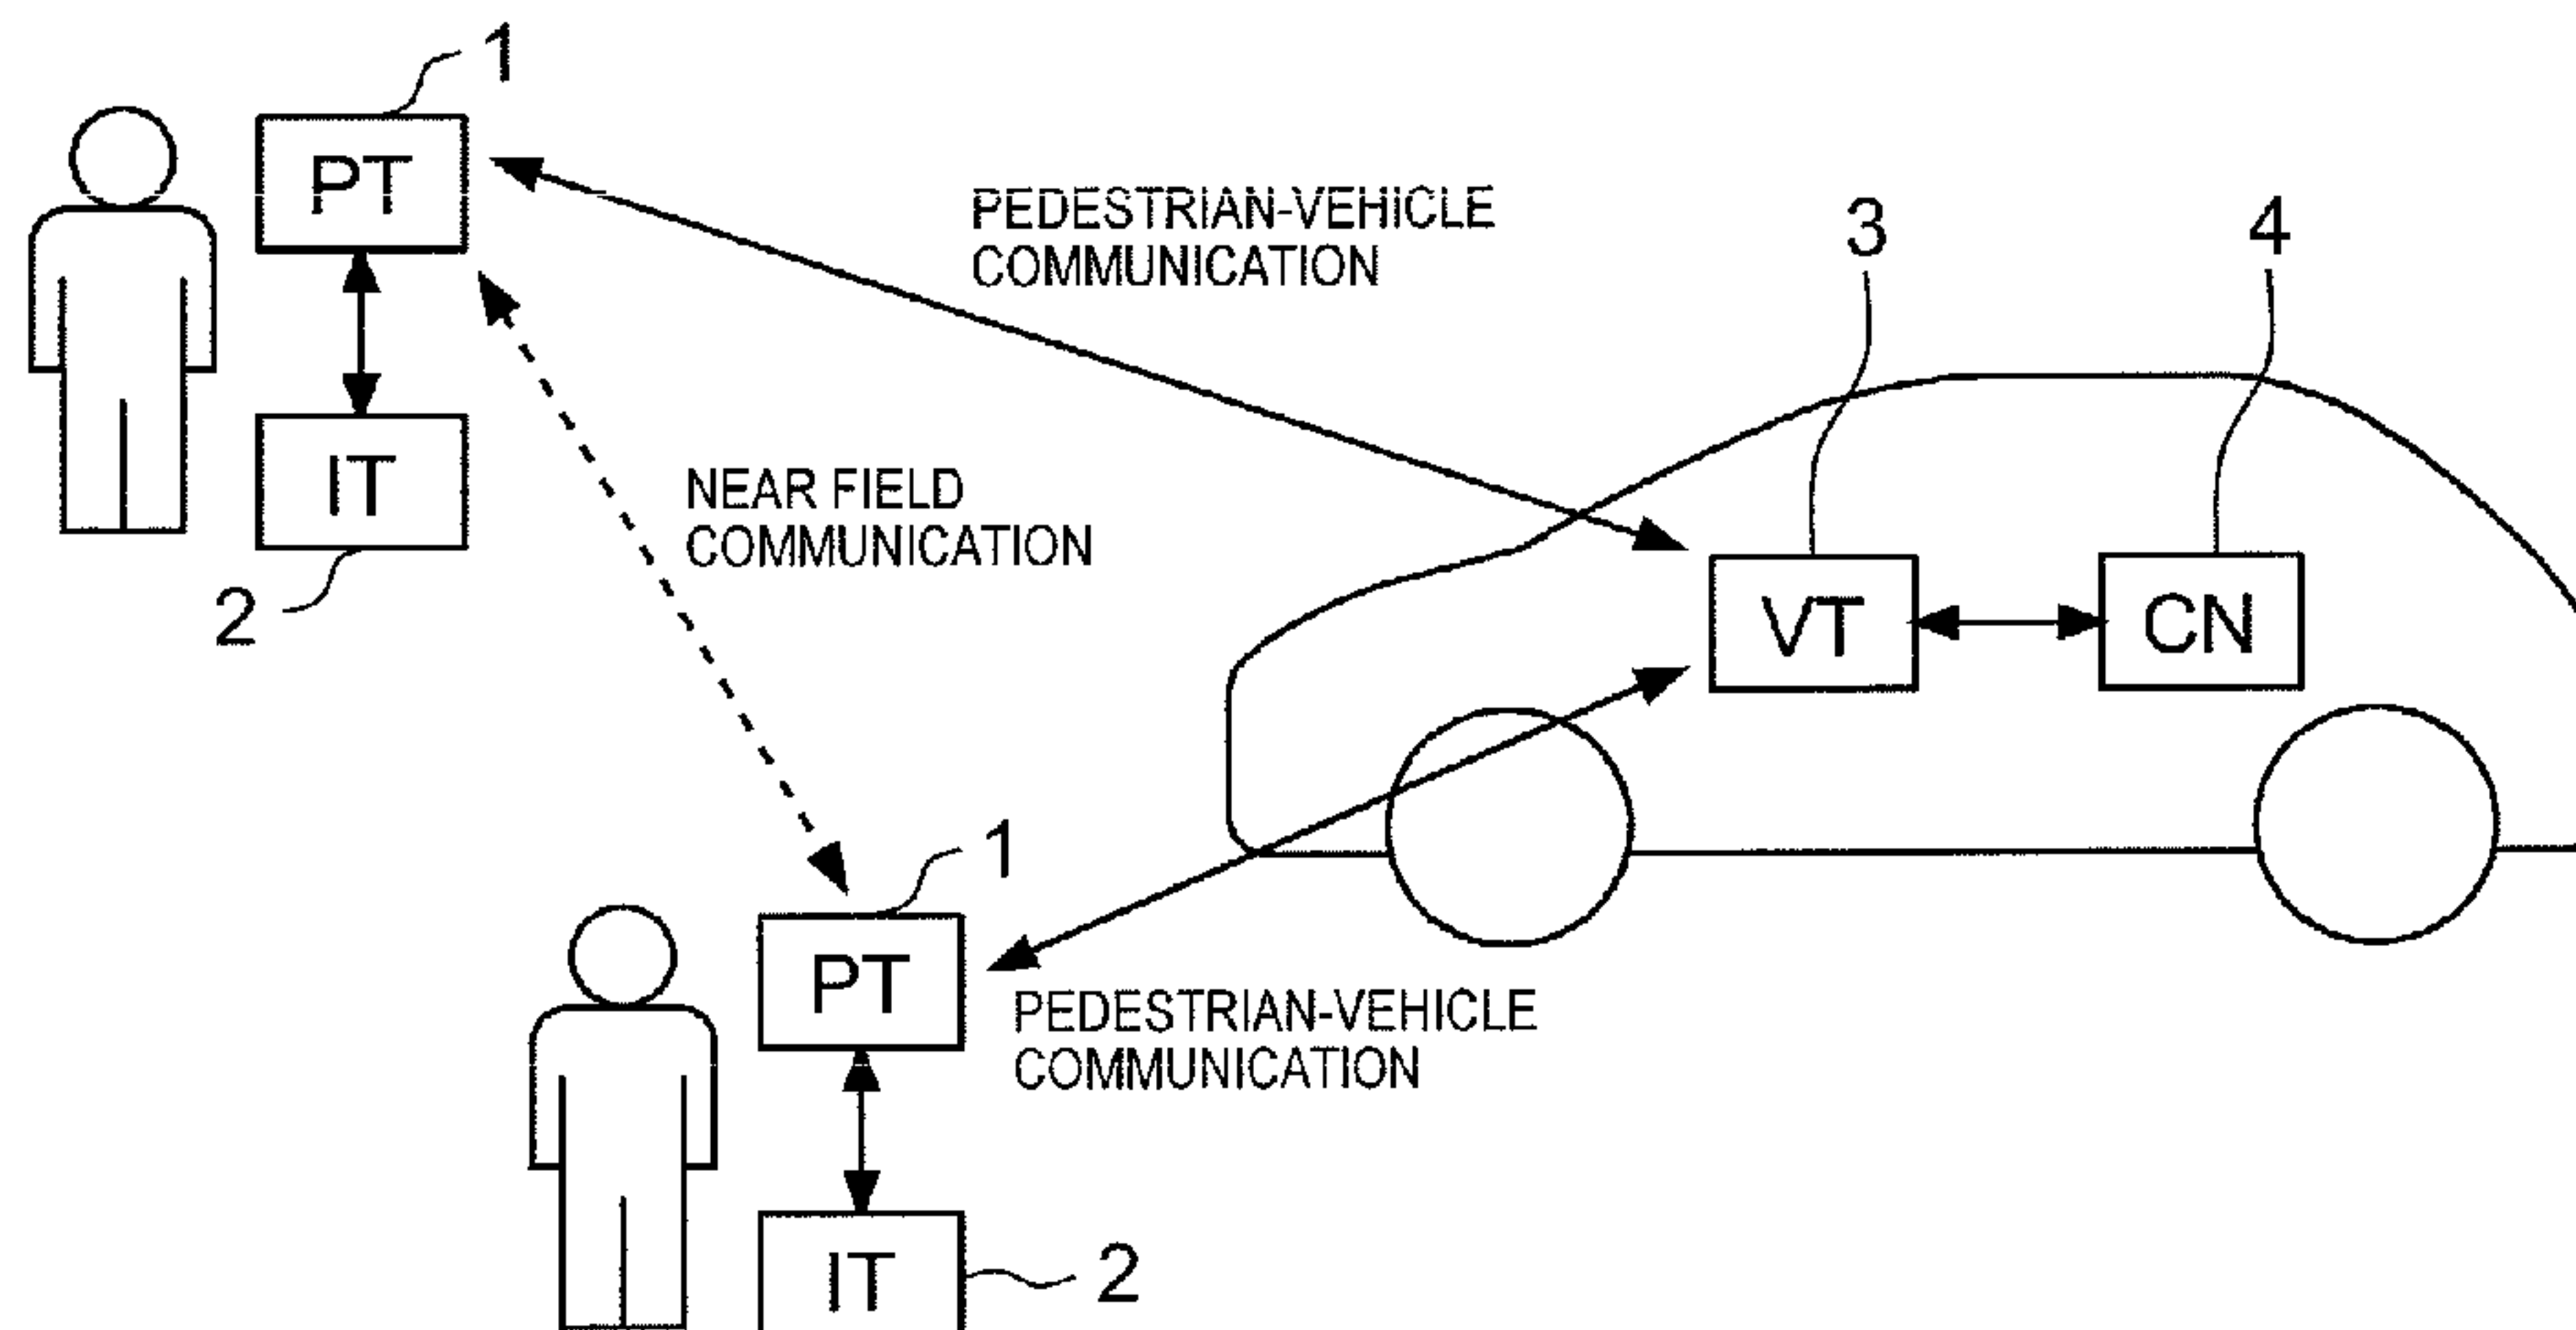 1
PT
PEDESTRIAN-VEHICLE
COMMUNICATION
3
4
IT
NEAR FIELD
COMMUNICATION
2
VT
CN
1
PT
PEDESTRIAN-VEHICLE
COMMUNICATION
IT
2